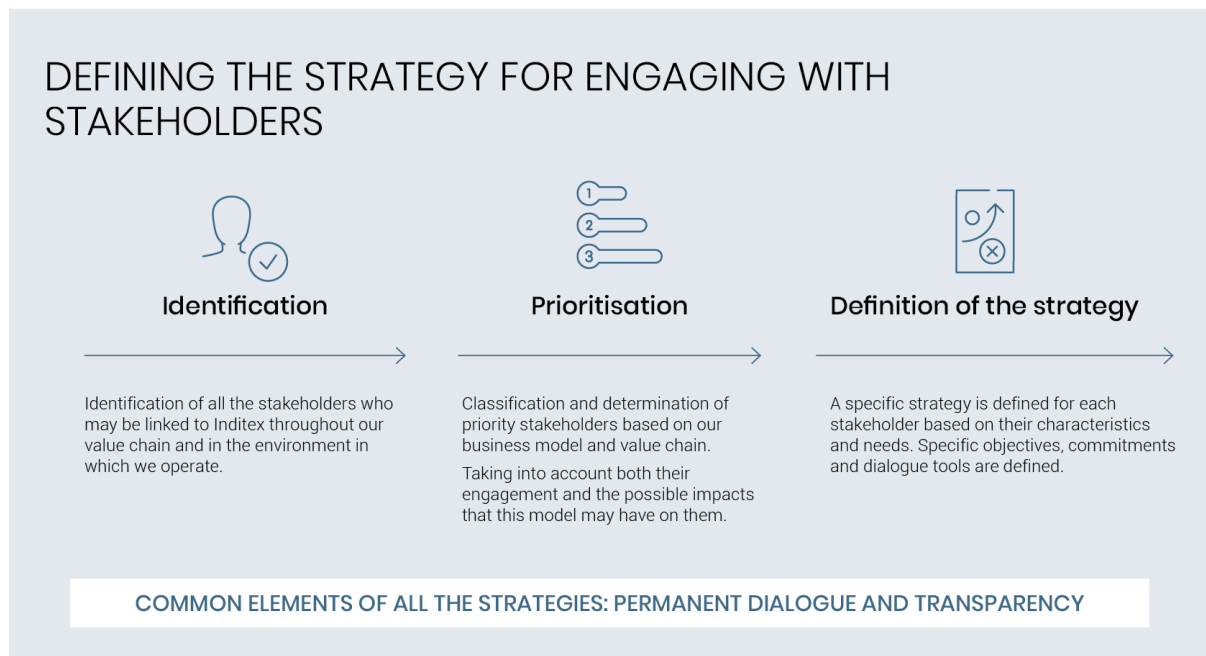 DEFINING THE STRATEGY FOR ENGAGING WITH
STAKEHOLDERS
1
2
3
Identification
Prioritisation
Definition of the strategy
Identification of all the stakeholders who
may be linked to Inditex throughout our
value chain and in the environment in
which we operate.
Classification and determination of
priority stakeholders based on our
business model and value chain.
Taking into account both their
engagement and the possible impacts
that this model may have on them.
A specific strategy is defined for each
stakeholder based on their characteristics
and needs. Specific objectives, commitments
and dialogue tools are defined.
COMMON ELEMENTS OF ALL THE STRATEGIES: PERMANENT DIALOGUE AND TRANSPARENCY